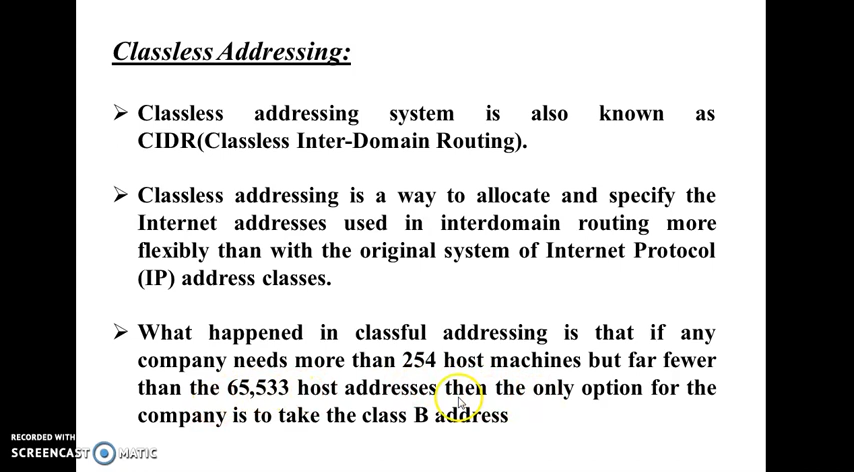 Classless Addressing:
➢ Classless addressing system is also known as
CIDR(Classless Inter-Domain Routing).
➢ Classless addressing is a way to allocate and specify the
Internet addresses used in interdomain routing more
flexibly than with the original system of Internet Protocol
(IP) address classes.
➢ What happened in classful addressing is that if any
company needs more than 254 host machines but far fewer
than the 65,533 host addresses then the only option for the
company is to take the class B address
RECORDED WITH
SCREENCAST MATIC